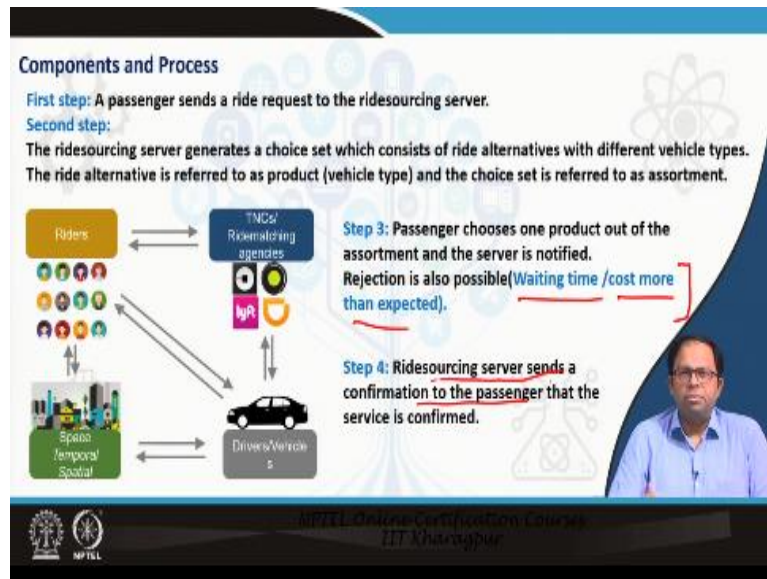 Components and Process
First step: A passenger sends a ride request to the ridesourcing server.
Second step:
The ridesourcing server generates a choice set which consists of ride alternatives with different vehicle types.
The ride alternative is referred to as product (vehicle type) and the choice set is referred to as assortment.
Riders
TNCs/
Ridematching
agencies
lyft
Space
Temporal
Spatial
Drivers/Vehicle
s
Step 3: Passenger chooses one product out of the
assortment and the server is notified.
Rejection is also possible(Waiting time /cost more
than expected).
Step 4: Ridesourcing server sends a
confirmation to the passenger that the
service is confirmed.
NPTEL
NPTEL Online Certification Courses
IIT Kharagpur